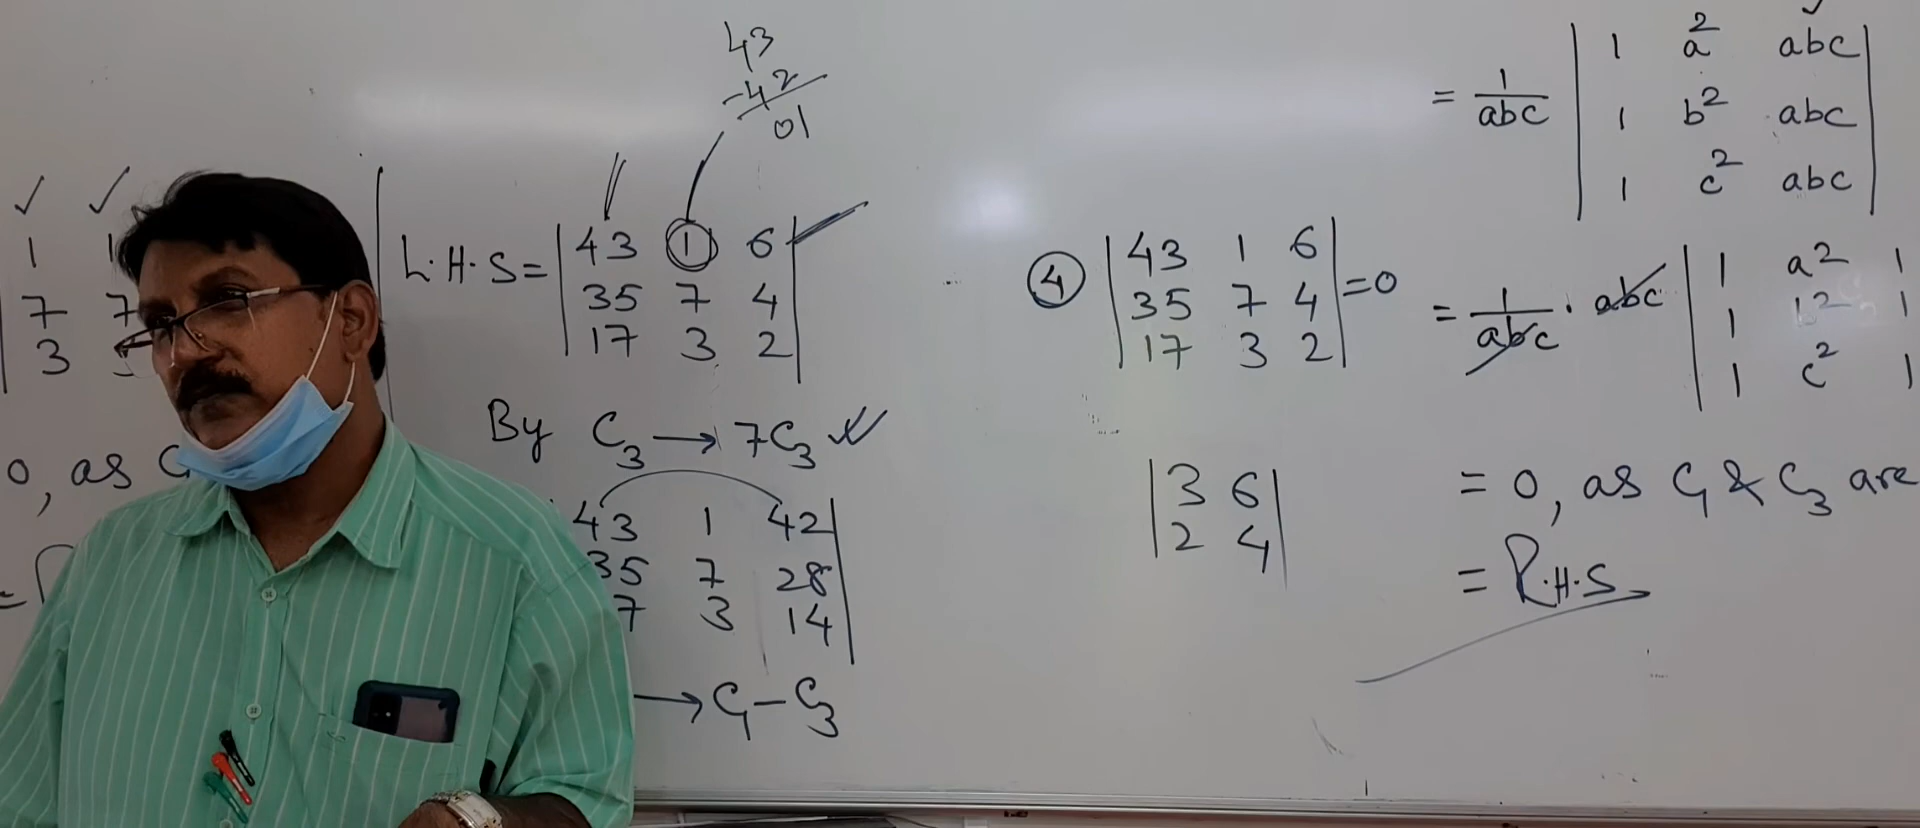 ✓ ✓
1 1
7 7
3
0, as C
=
43
-42
01
L.H.S = | 43 1 6 |
| 35 7 4 |
| 17 3 2 |
By C₃ → 7C₃
43 1 42 |
35 7 28 |
7 3 14 |
→ C₁ - C₃
④ | 43 1 6 | = 0
| 35 7 4 |
| 17 3 2 |
| 3 6 |
| 2 4 |
= 1/abc | 1 a² abc |
| 1 b² abc |
| 1 c² abc |
= 1/abc . abc | 1 a2 1
| 1 b2 1
| 1 c² 1
= 0, as C₁ & C₃ are
= R.H.S